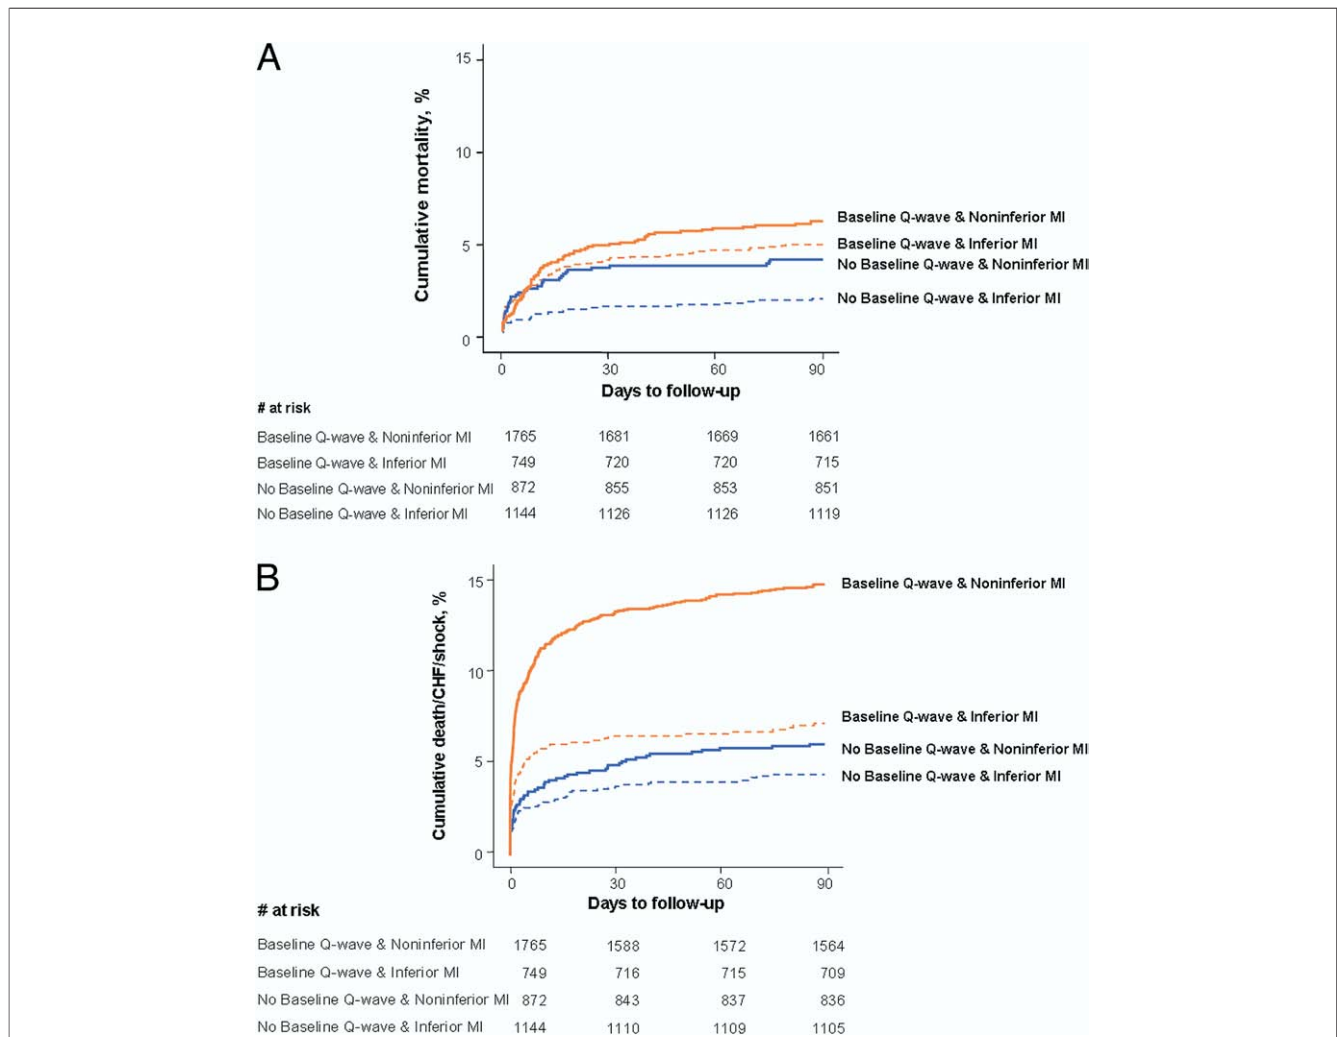 A
Cumulative mortality, %
15
10
5
0
Baseline Q-wave & Noninferior MI
Baseline Q-wave & Inferior MI
No Baseline Q-wave & Noninferior MI
No Baseline Q-wave & Inferior MI
0 30 60 90
Days to follow-up
# at risk
Baseline Q-wave & Noninferior MI 1765 1681 1669 1661
Baseline Q-wave & Inferior MI 749 720 720 715
No Baseline Q-wave & Noninferior MI 872 855 853 851
No Baseline Q-wave & Inferior MI 1144 1126 1126 1119
B
Cumulative death/CHF/shock, %
15
10
5
0
Baseline Q-wave & Noninferior MI
Baseline Q-wave & Inferior MI
No Baseline Q-wave & Noninferior MI
No Baseline Q-wave & Inferior MI
0 30 60 90
Days to follow-up
# at risk
Baseline Q-wave & Noninferior MI 1765 1588 1572 1564
Baseline Q-wave & Inferior MI 749 716 715 709
No Baseline Q-wave & Noninferior MI 872 843 837 836
No Baseline Q-wave & Inferior MI 1144 1110 1109 1105